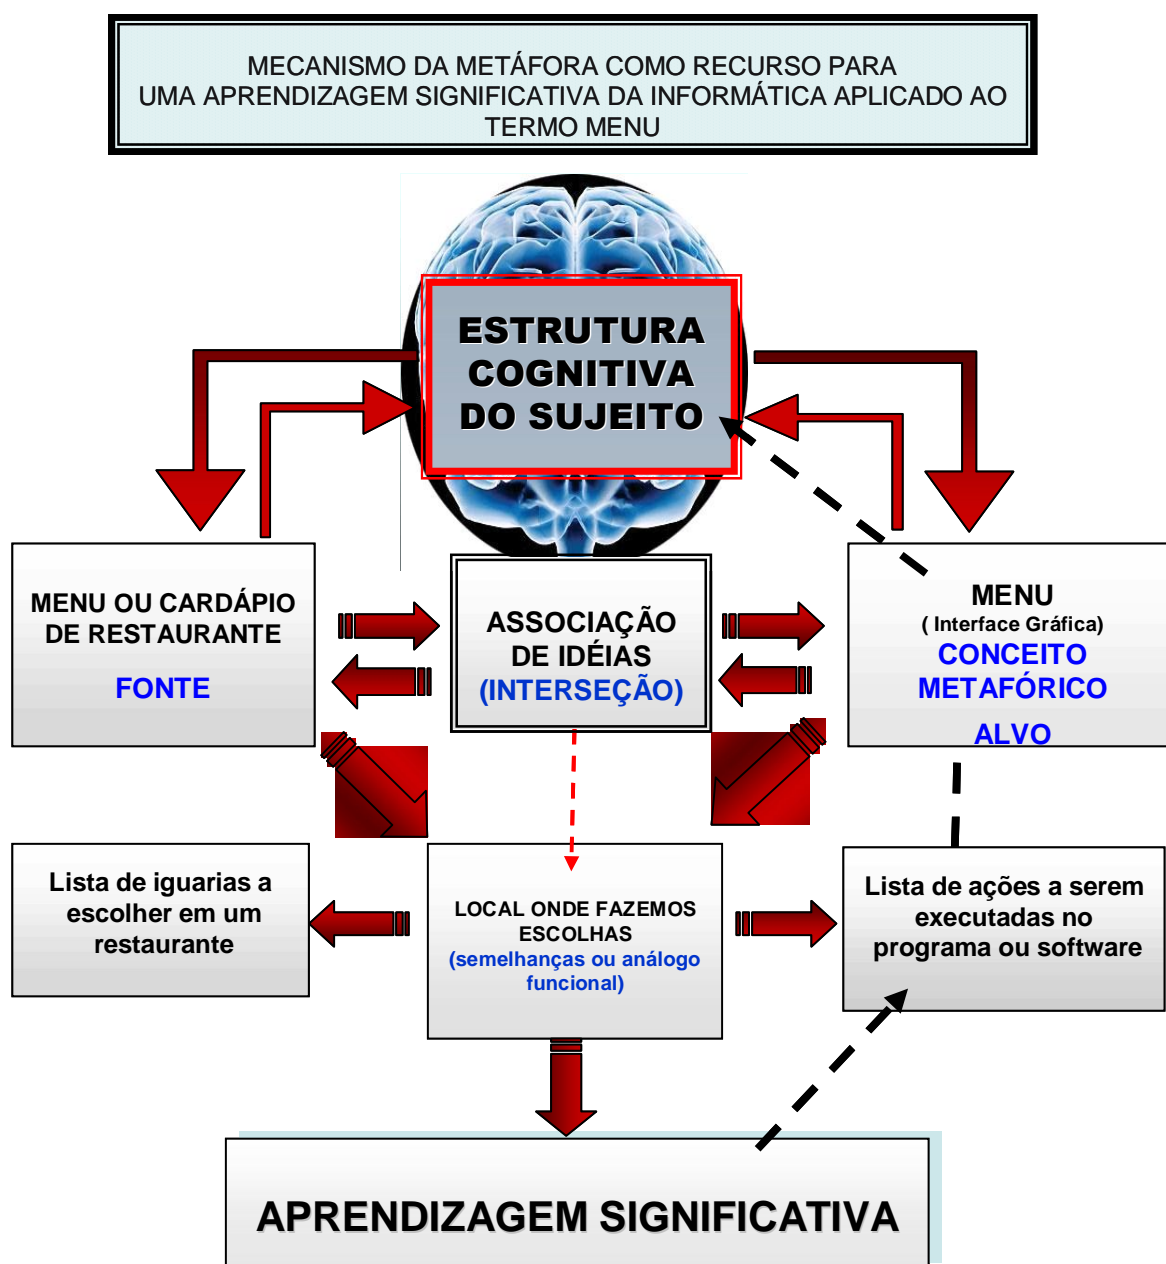 MECANISMO DA METÁFORA COMO RECURSO PARA
UMA APRENDIZAGEM SIGNIFICATIVA DA INFORMÁTICA APLICADO AO
TERMO MENU
ESTRUTURA
COGNITIVA
DO SUJEITO
MENU OU CARDÁPIO
DE RESTAURANTE
FONTE
ASSOCIAÇÃO
DE IDÉIAS
(INTERSEÇÃO)
MENU
( Interface Gráfica)
CONCEITO
METAFÓRICO
ALVO
Lista de iguarias a
escolher em um
restaurante
LOCAL ONDE FAZEMOS
ESCOLHAS
(semelhanças ou análogo
funcional)
Lista de ações a serem
executadas no
programa ou software
APRENDIZAGEM SIGNIFICATIVA